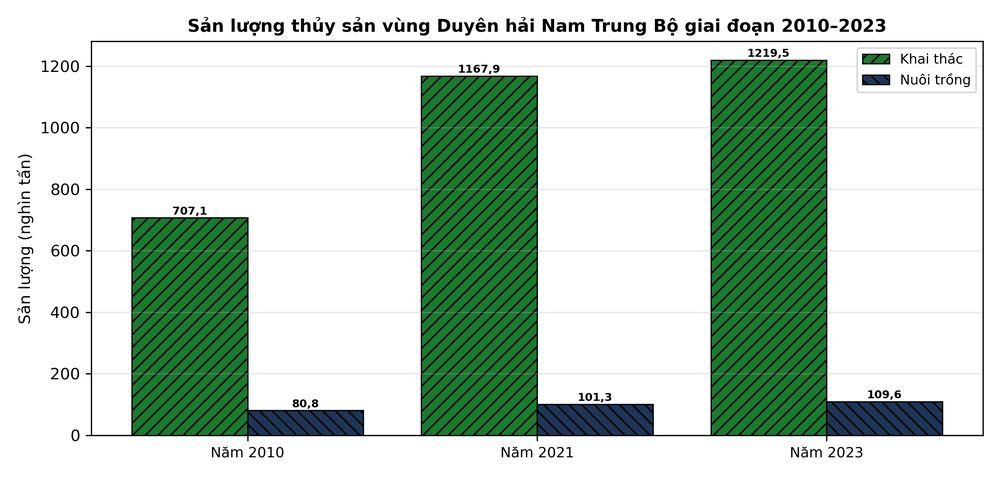 Sản lượng thủy sản vùng Duyên hải Nam Trung Bộ giai đoạn 2010–2023
Khai thác
Nuôi trồng
Sản lượng (nghìn tấn)
1200
1000
800
600
400
200
0
707,1
80,8
1167,9
101,3
1219,5
109,6
Năm 2010
Năm 2021
Năm 2023